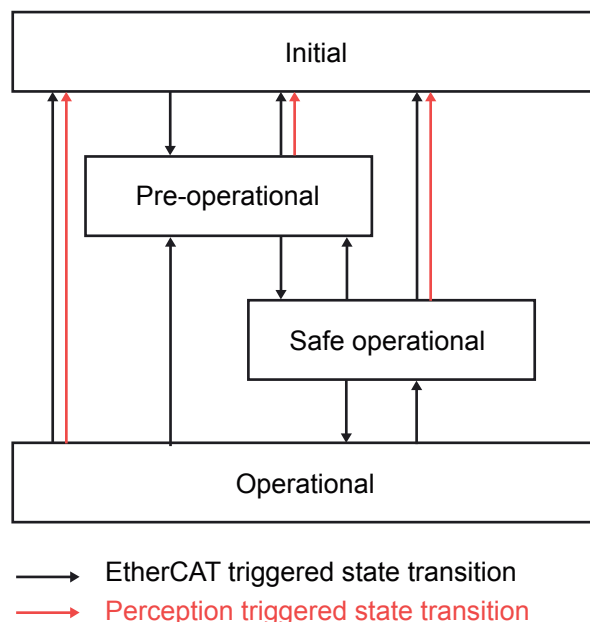 Initial
Pre-operational
Safe operational
Operational
EtherCAT triggered state transition
Perception triggered state transition